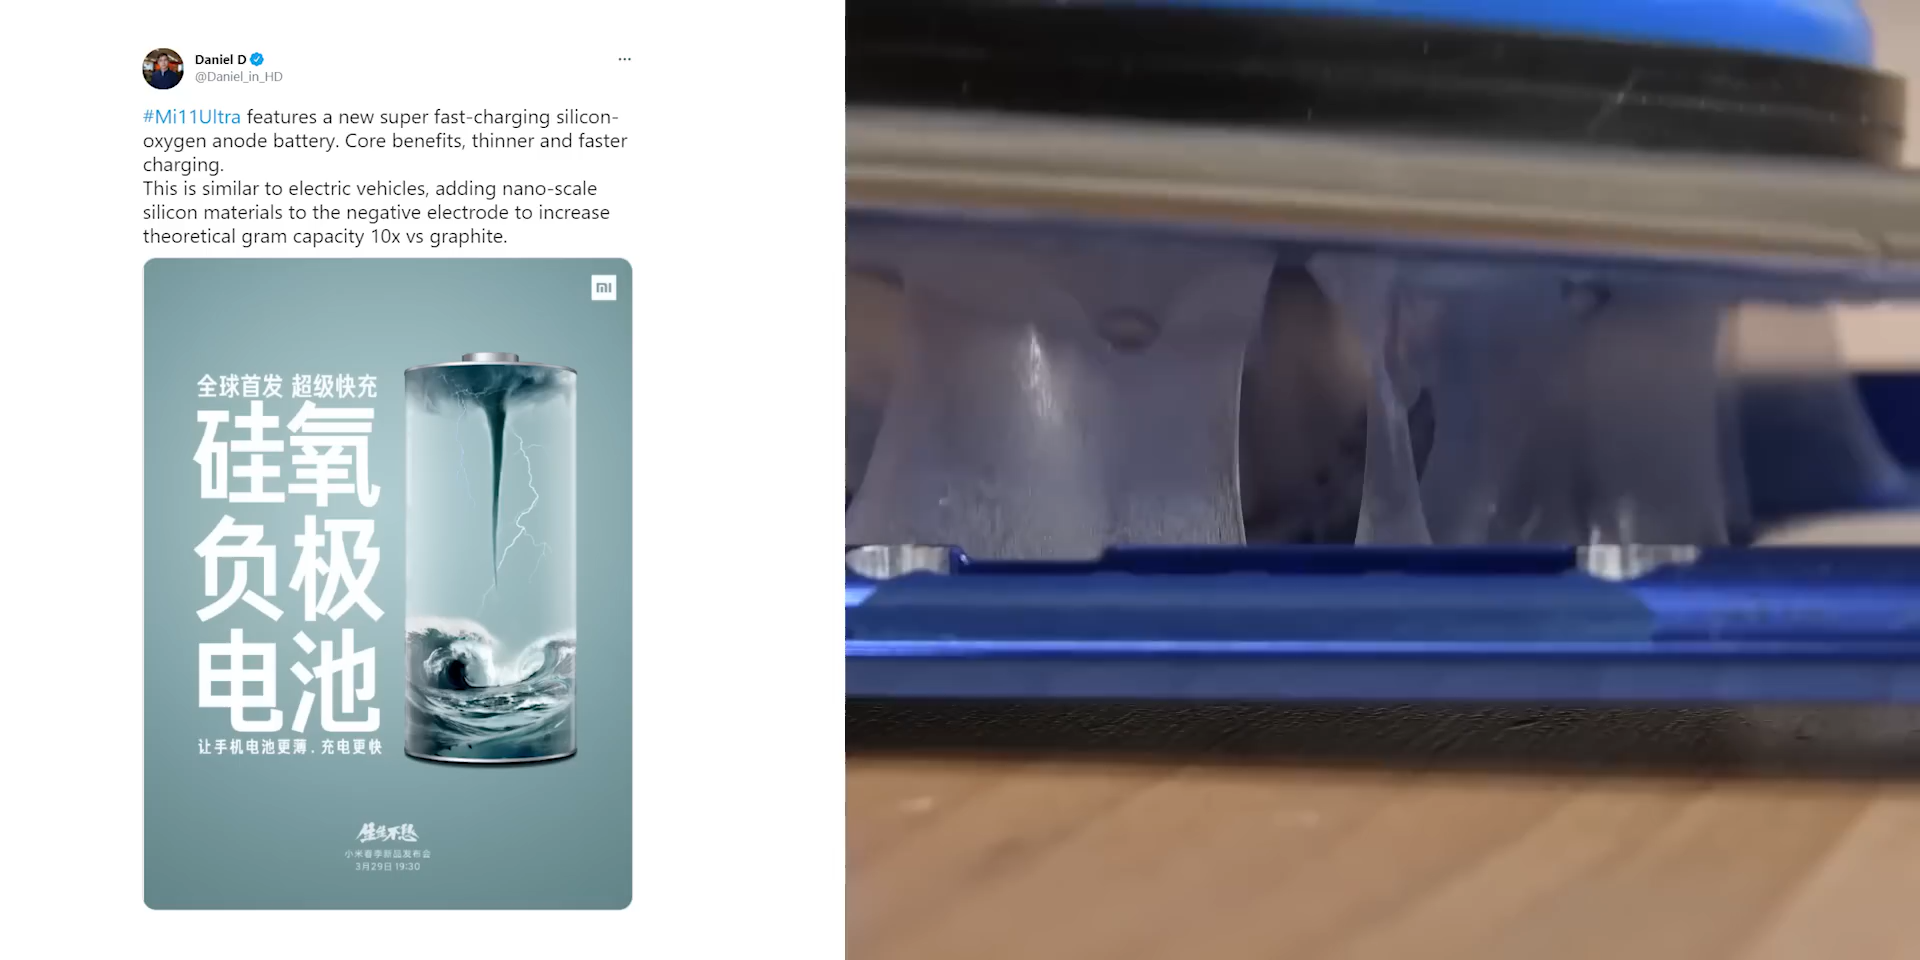 Daniel D
@Daniel_in_HD
#Mi11Ultra features a new super fast-charging silicon-
oxygen anode battery. Core benefits, thinner and faster
charging.
This is similar to electric vehicles, adding nano-scale
silicon materials to the negative electrode to increase
theoretical gram capacity 10x vs graphite.
mi
全球首发 超级快充
硅氧
负极
电池
让手机电池更薄.充电更快
生生不息
小米春季新品发布会
3月29日 19:30